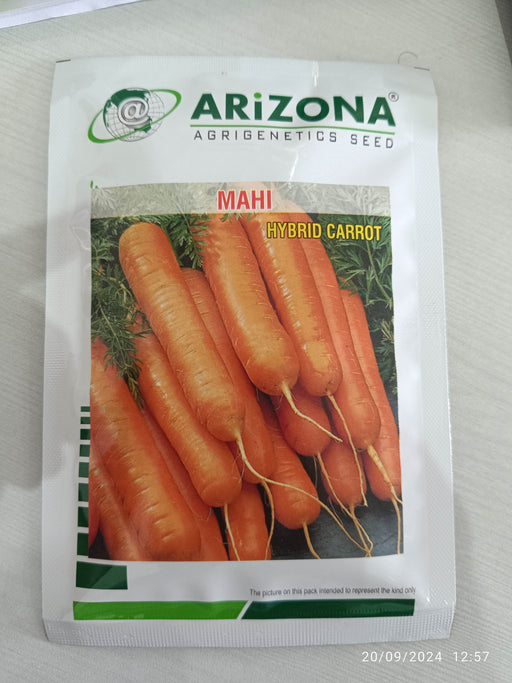 @
ARiZONA®
AGRIGENETICS SEED
MAHI
HYBRID CARROT
The picture on this pack intended to represent the kind only
20/09/2024 12:57